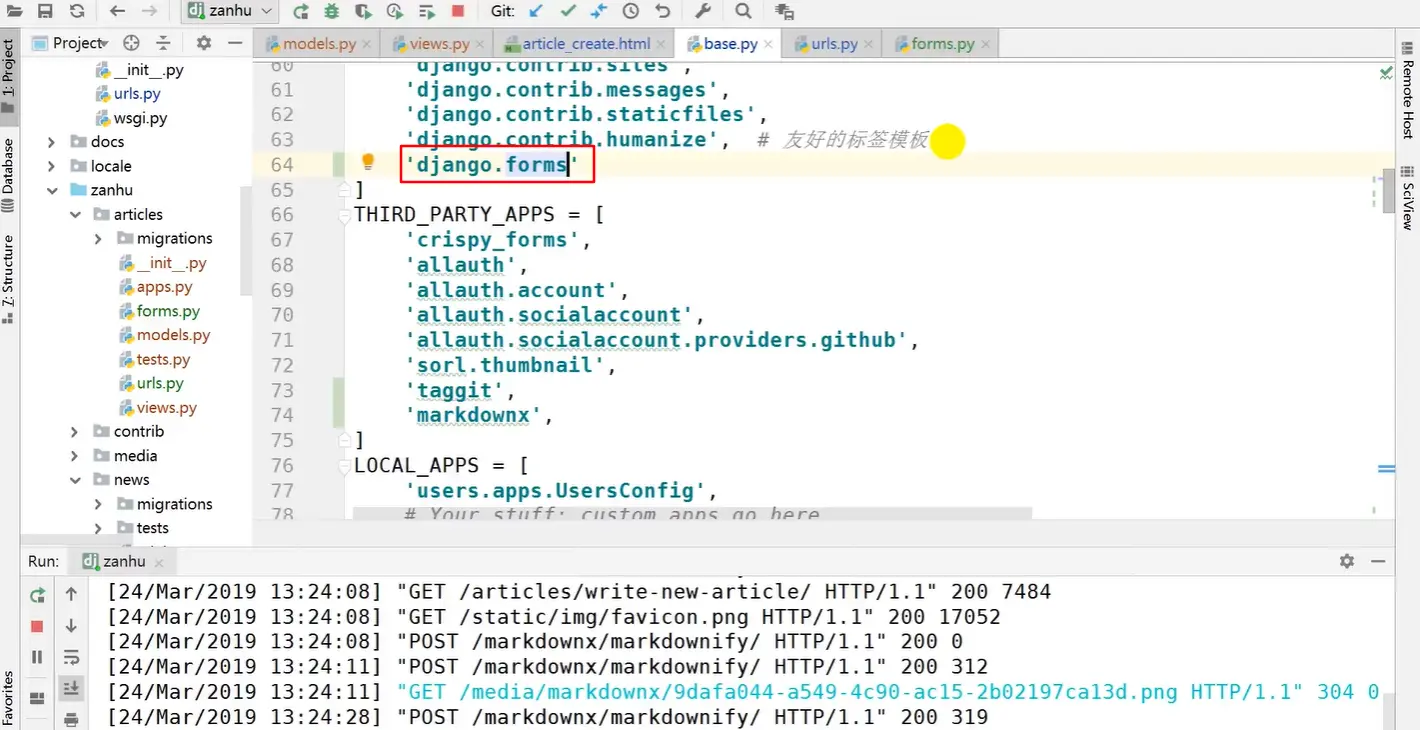 zanhu
Git:
1: Project
Database
Z: Structure
Favorites
Project
models.py
views.py
article_create.html
base.py
urls.py
forms.py
Remote Host
SciView
__init__.py
urls.py
wsgi.py
docs
locale
zanhu
articles
migrations
__init__.py
apps.py
forms.py
models.py
tests.py
urls.py
views.py
contrib
media
news
migrations
tests
60 'django.contrib.sites',
61 'django.contrib.messages',
62 'django.contrib.staticfiles',
63 'django.contrib.humanize', # 友好的标签模板
64 'django.forms'
65 ]
66 THIRD_PARTY_APPS = [
67 'crispy_forms',
68 'allauth',
69 'allauth.account',
70 'allauth.socialaccount',
71 'allauth.socialaccount.providers.github',
72 'sorl.thumbnail',
73 'taggit',
74 'markdownx',
75 ]
76 LOCAL_APPS = [
77 'users.apps.UsersConfig',
78 # Your stuff: custom apps go here
Run: zanhu
[24/Mar/2019 13:24:08] "GET /articles/write-new-article/ HTTP/1.1" 200 7484
[24/Mar/2019 13:24:08] "GET /static/img/favicon.png HTTP/1.1" 200 17052
[24/Mar/2019 13:24:08] "POST /markdownx/markdownify/ HTTP/1.1" 200 0
[24/Mar/2019 13:24:11] "POST /markdownx/markdownify/ HTTP/1.1" 200 312
[24/Mar/2019 13:24:11] "GET /media/markdownx/9dafa044-a549-4c90-ac15-2b02197ca13d.png HTTP/1.1" 304 0
[24/Mar/2019 13:24:28] "POST /markdownx/markdownify/ HTTP/1.1" 200 319